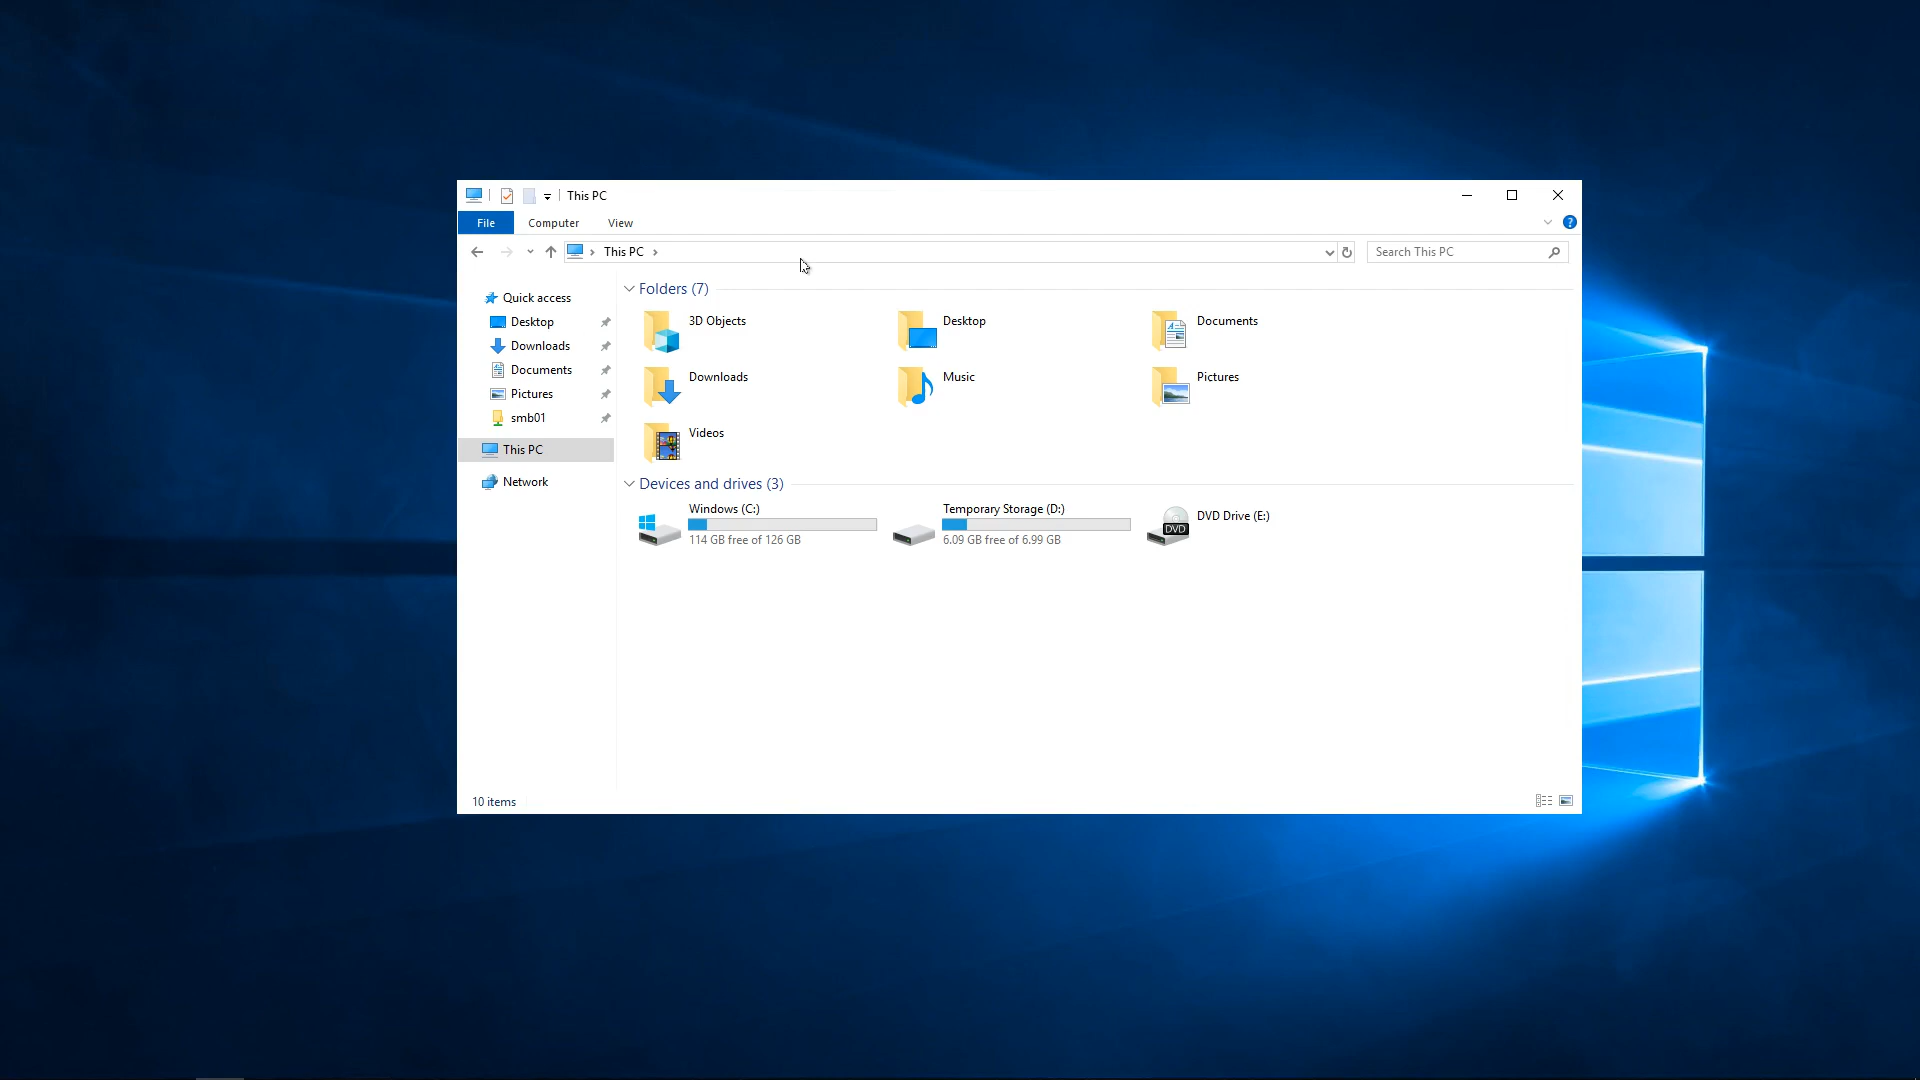 This PC
File Computer View
This PC
Search This PC
Quick access
Desktop
Downloads
Documents
Pictures
smb01
This PC
Network
Folders (7)
3D Objects
Desktop
Documents
Downloads
Music
Pictures
Videos
Devices and drives (3)
Windows (C:)
114 GB free of 126 GB
Temporary Storage (D:)
6.09 GB free of 6.99 GB
DVD Drive (E:)
DVD
10 items